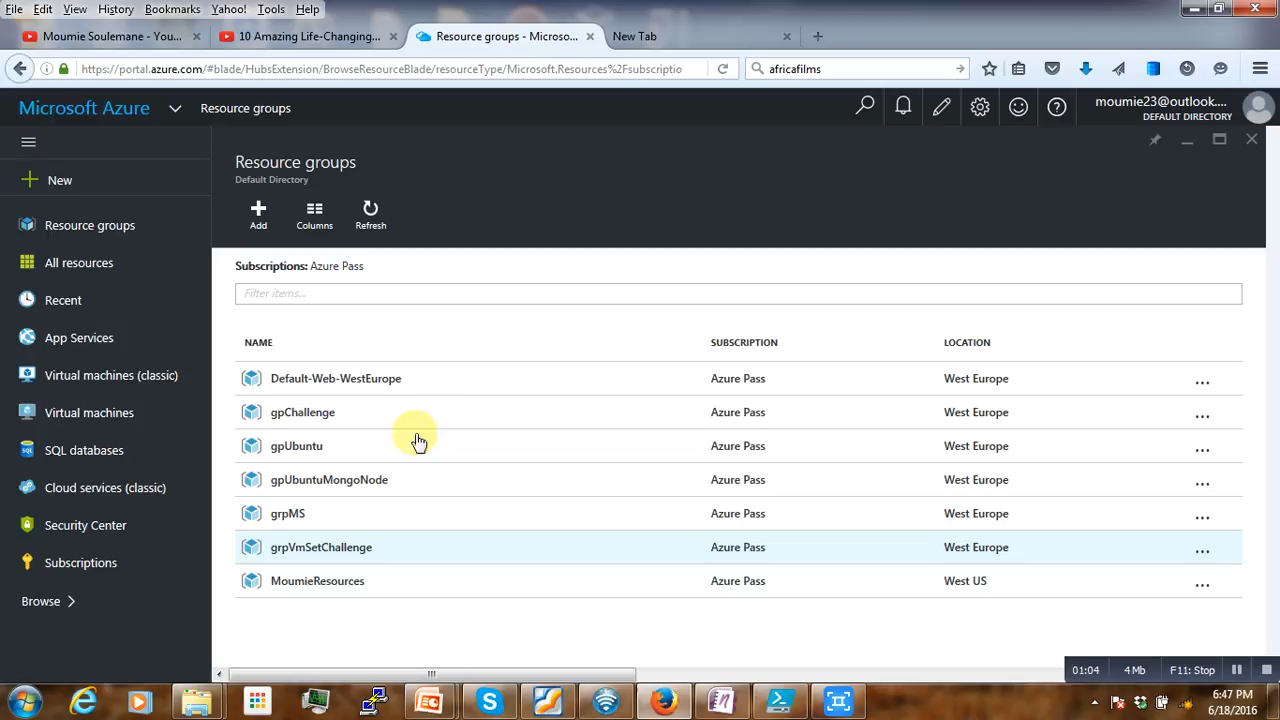 File Edit View History Bookmarks Yahoo! Tools Help
Moumie Soulemane - You... 10 Amazing Life-Changing... Resource groups - Microso... New Tab
https://portal.azure.com/#blade/HubsExtension/BrowseResourceBlade/resourceType/Microsoft.Resources%2Fsubscriptio africafilms
Microsoft Azure Resource groups moumie23@outlook....
DEFAULT DIRECTORY
Resource groups
Default Directory
New
Add Columns Refresh
Resource groups
All resources
Recent
App Services
Virtual machines (classic)
Virtual machines
SQL databases
Cloud services (classic)
Security Center
Subscriptions
Browse
Subscriptions: Azure Pass
Filter items...
NAME SUBSCRIPTION LOCATION
Default-Web-WestEurope Azure Pass West Europe ...
gpChallenge Azure Pass West Europe ...
gpUbuntu Azure Pass West Europe ...
gpUbuntuMongoNode Azure Pass West Europe ...
grpMS Azure Pass West Europe ...
grpVmSetChallenge Azure Pass West Europe ...
MoumieResources Azure Pass West US ...
01:04 4 Mb F11: Stop
6:47 PM
6/18/2016